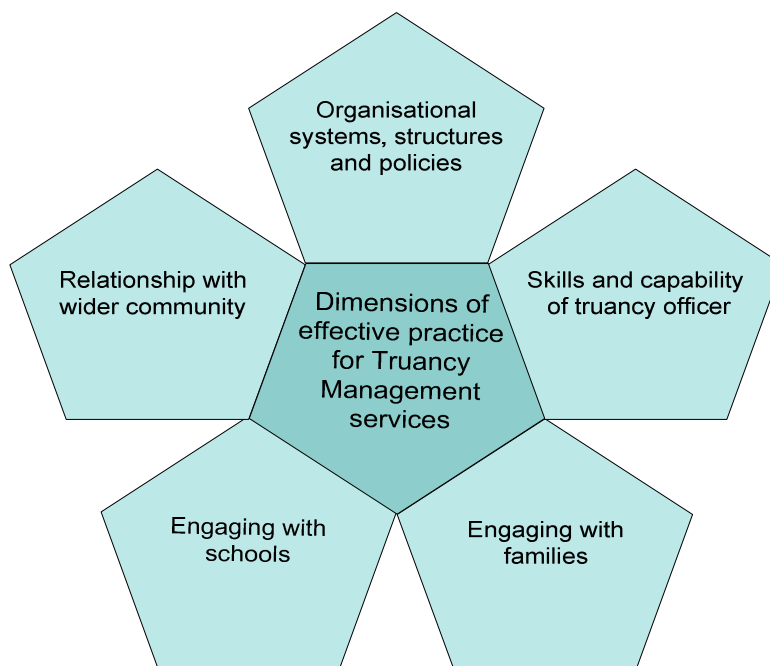 Organisational
systems, structures
and policies
Relationship with
wider community
Skills and capability
of truancy officer
Dimensions of
effective practice
for Truancy
Management
services
Engaging with
schools
Engaging with
families